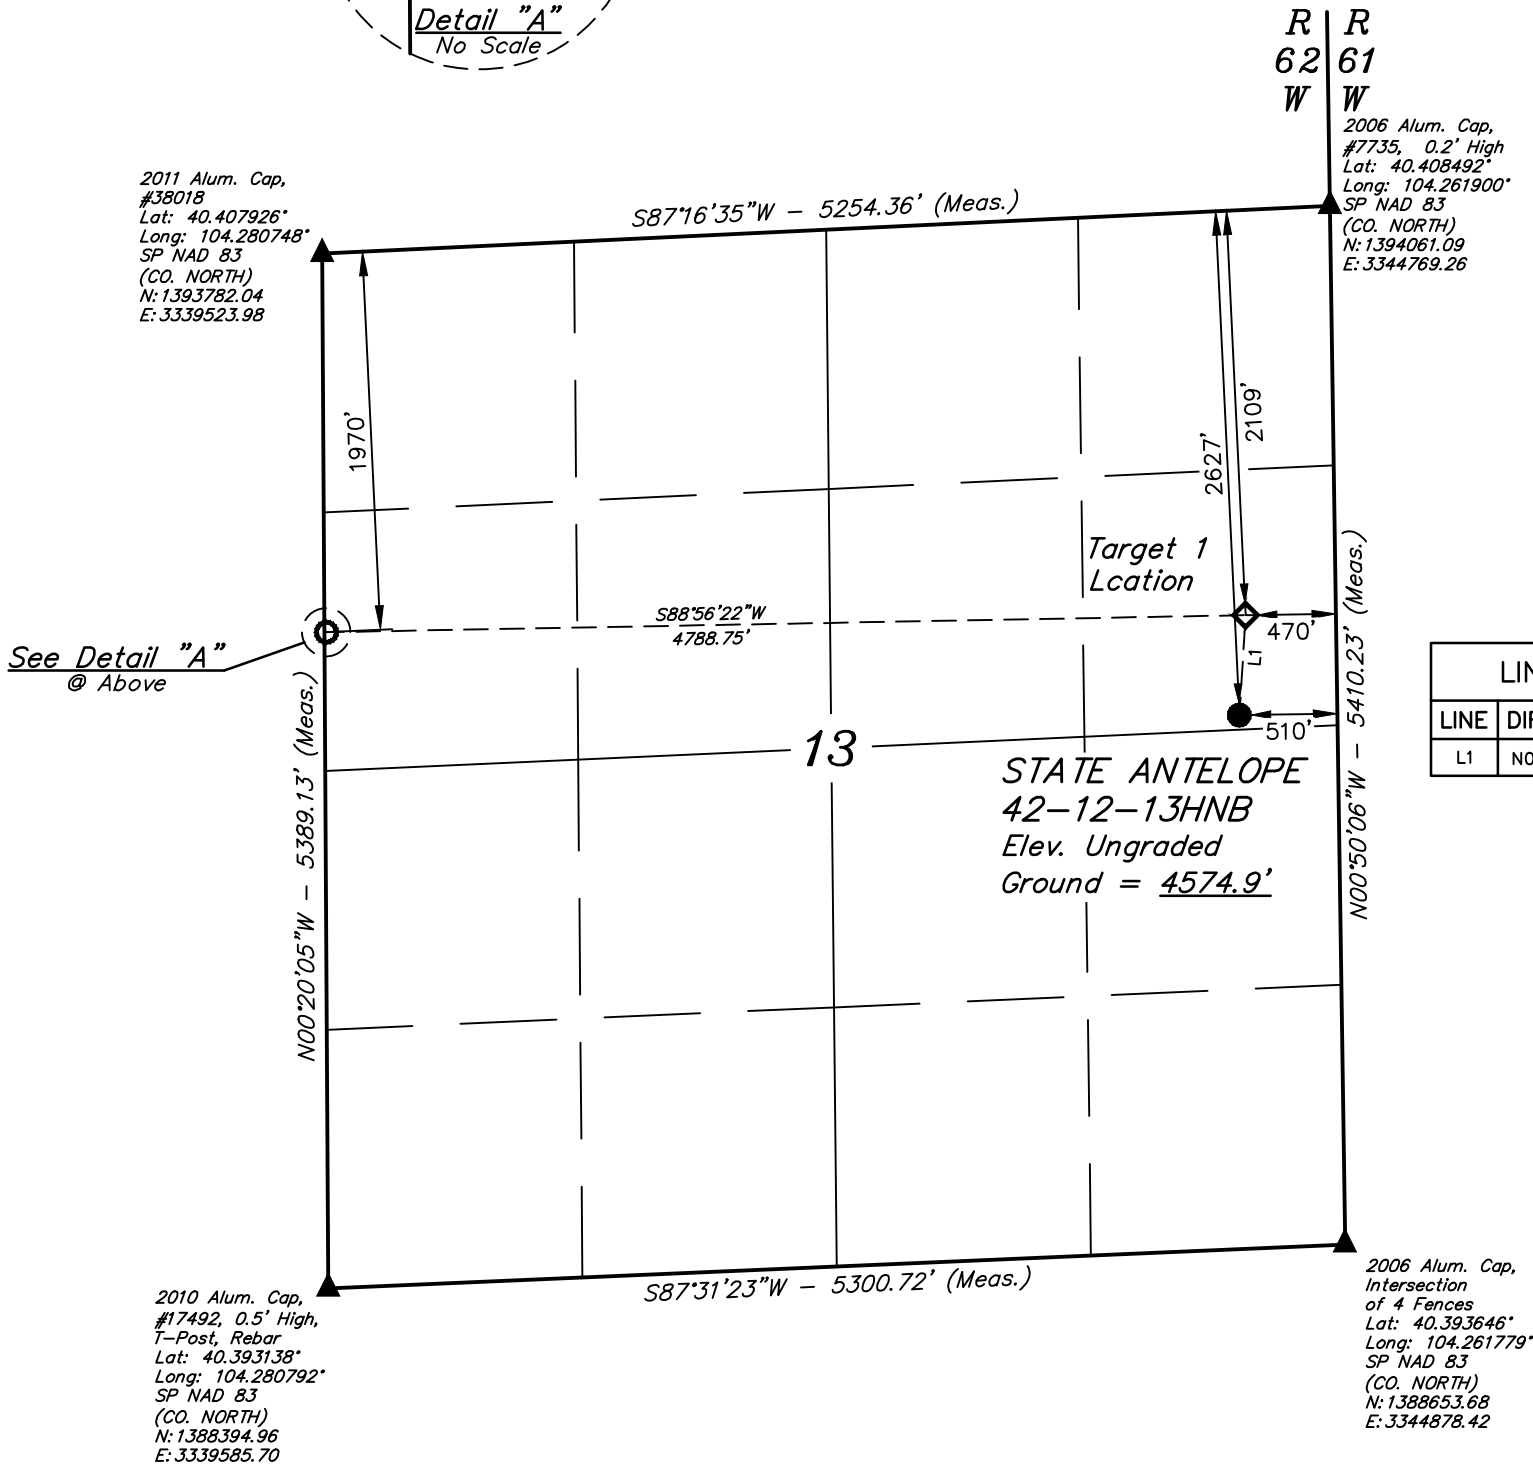 Detail "A"
No Scale
R R
62 61
W W
2006 Alum. Cap,
#7735, 0.2' High
Lat: 40.408492°
Long: 104.261900°
SP NAD 83
(CO. NORTH)
N:1394061.09
E:3344769.26
2011 Alum. Cap,
#38018
Lat: 40.407926°
Long: 104.280748°
SP NAD 83
(CO. NORTH)
N:1393782.04
E:3339523.98
S87°16'35"W – 5254.36' (Meas.)
1970'
2627'
2109'
Target 1
Lcation
S88°56'22"W
4788.75'
470'
L1
510'
See Detail "A"
@ Above
N00°20'05"W – 5389.13' (Meas.)
N00°50'06"W – 5410.23' (Meas.)
13
STATE ANTELOPE
42–12–13HNB
Elev. Ungraded
Ground = 4574.9'
LIN
LINE DIF
L1 NO
S87°31'23"W – 5300.72' (Meas.)
2010 Alum. Cap,
#17492, 0.5' High,
T–Post, Rebar
Lat: 40.393138°
Long: 104.280792°
SP NAD 83
(CO. NORTH)
N:1388394.96
E:3339585.70
2006 Alum. Cap,
Intersection
of 4 Fences
Lat: 40.393646°
Long: 104.261779°
SP NAD 83
(CO. NORTH)
N:1388653.68
E:3344878.42